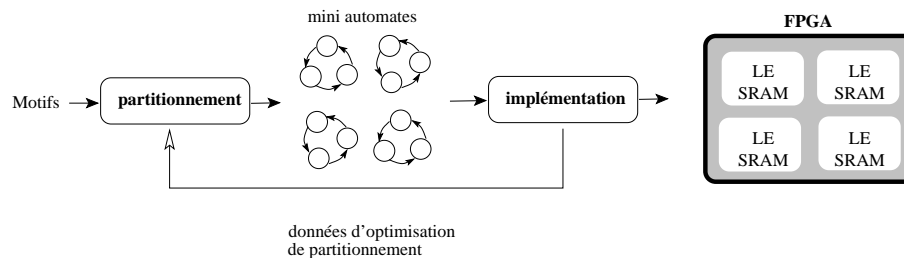 mini automates
FPGA
Motifs
partitionnement
implémentation
LE
SRAM
LE
SRAM
LE
SRAM
LE
SRAM
données d'optimisation
de partitionnement